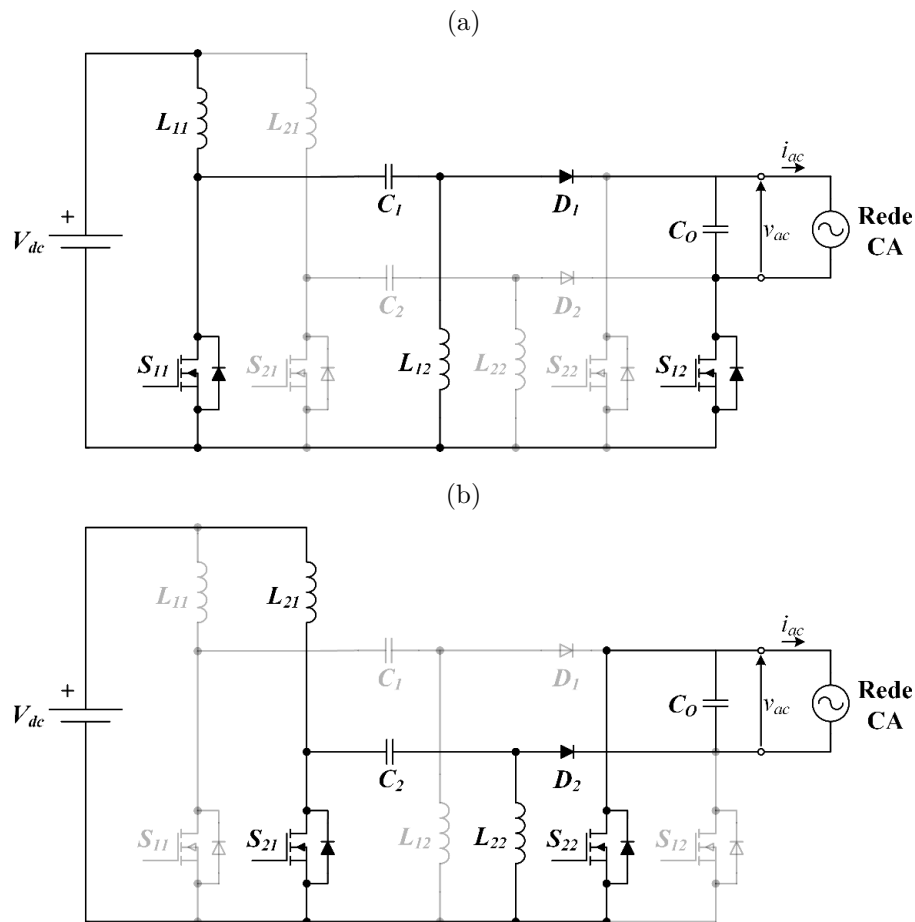 (a)
L11 L21
iac
C1 D1
+ Rede
Vdc CO vac CA
C2 D2
S11 S21 L12 L22 S22 S12
(b)
L11 L21
iac
C1 D1
+ Rede
Vdc CO vac CA
C2 D2
S11 S21 L12 L22 S22 S12